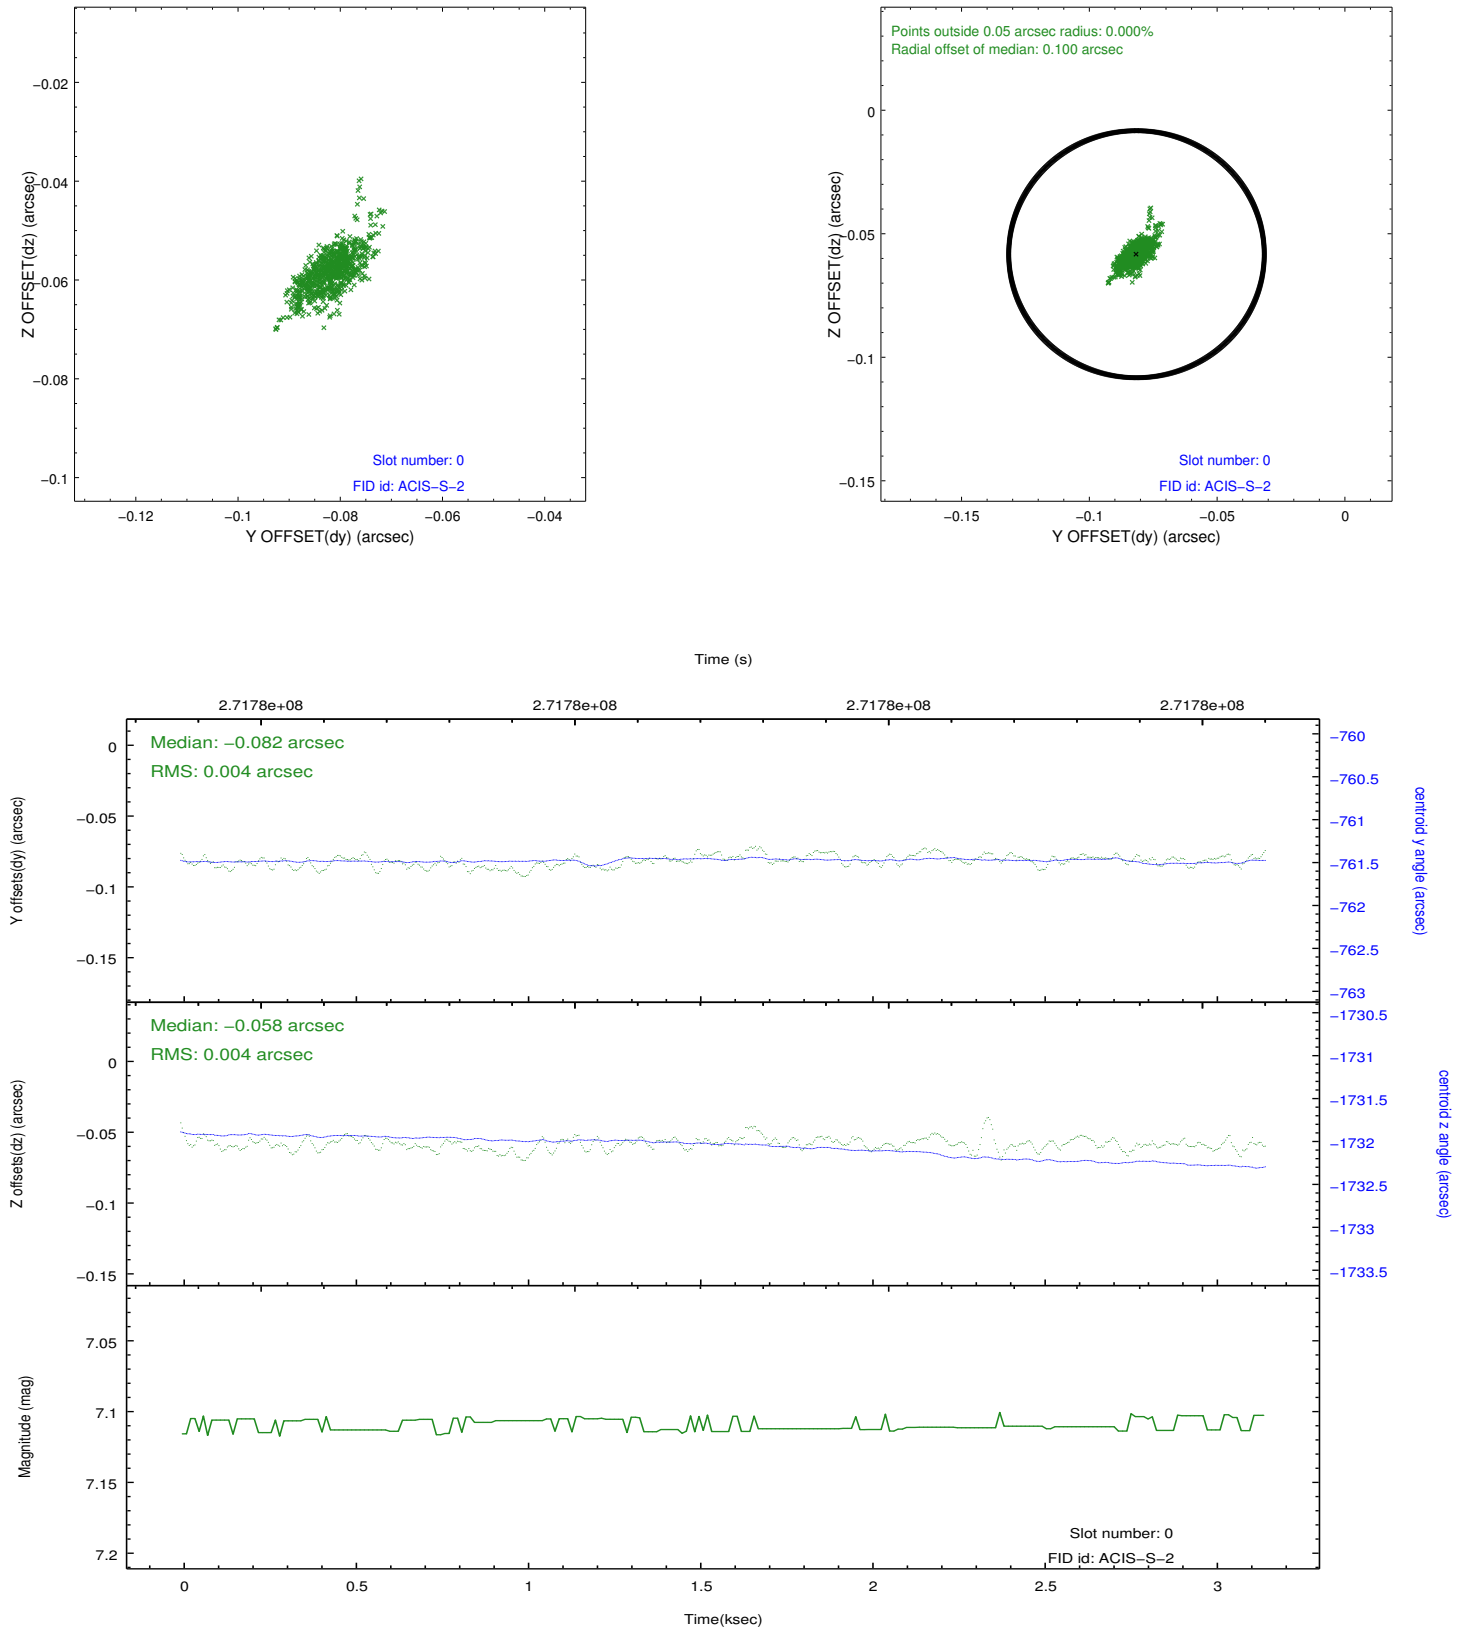 −0.02
−0.04
−0.06
−0.08
−0.1
Z OFFSET(dz) (arcsec)
Slot number: 0
FID id: ACIS−S−2
−0.12
−0.1
−0.08
−0.06
−0.04
Y OFFSET(dy) (arcsec)
Points outside 0.05 arcsec radius: 0.000%
Radial offset of median: 0.100 arcsec
0
−0.05
−0.1
−0.15
Z OFFSET(dz) (arcsec)
Slot number: 0
FID id: ACIS−S−2
−0.15
−0.1
−0.05
0
Y OFFSET(dy) (arcsec)
Time (s)
2.7178e+08
2.7178e+08
2.7178e+08
2.7178e+08
Median: −0.082 arcsec
RMS: 0.004 arcsec
0
−0.05
−0.1
−0.15
Y offsets(dy) (arcsec)
−760
−760.5
−761
−761.5
−762
−762.5
−763
centroid y angle (arcsec)
Median: −0.058 arcsec
RMS: 0.004 arcsec
0
−0.05
−0.1
−0.15
Z offsets(dz) (arcsec)
−1730.5
−1731
−1731.5
−1732
−1732.5
−1733
−1733.5
centroid z angle (arcsec)
7.05
7.1
7.15
7.2
Magnitude (mag)
Slot number: 0
FID id: ACIS−S−2
0
0.5
1
1.5
2
2.5
3
Time(ksec)